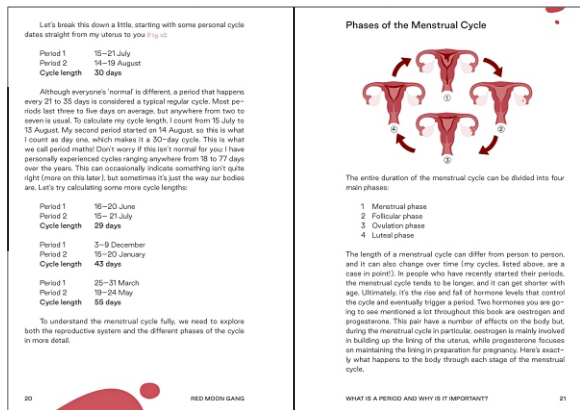 Let's break this down a little, starting with some personal cycle
dates straight from my uterus to you (Fig. 4):
Period 1 15–21 July
Period 2 14–19 August
Cycle length 30 days
Although everyone's 'normal' is different, a period that happens
every 21 to 35 days is considered a typical regular cycle. Most pe-
riods last three to five days on average, but anywhere from two to
seven is usual. To calculate my cycle length, I count from 15 July to
13 August. My second period started on 14 August, so this is what
I count as day one, which makes it a 30-day cycle. This is what
we call period maths! Don't worry if this isn't normal for you: I have
personally experienced cycles ranging anywhere from 18 to 77 days
over the years. This can occasionally indicate something isn't quite
right (more on this later), but sometimes it's just the way our bodies
are. Let's try calculating some more cycle lengths:
Period 1 16–20 June
Period 2 15– 21 July
Cycle length 29 days
Period 1 3–9 December
Period 2 15–20 January
Cycle length 43 days
Period 1 25–31 March
Period 2 19–24 May
Cycle length 55 days
To understand the menstrual cycle fully, we need to explore
both the reproductive system and the different phases of the cycle
in more detail.
20 RED MOON GANG
Phases of the Menstrual Cycle
①
②
③
④
The entire duration of the menstrual cycle can be divided into four
main phases:
1 Menstrual phase
2 Follicular phase
3 Ovulation phase
4 Luteal phase
The length of a menstrual cycle can differ from person to person,
and it can also change over time (my cycles, listed above, are a
case in point!). In people who have recently started their periods,
the menstrual cycle tends to be longer, and it can get shorter with
age. Ultimately, it's the rise and fall of hormone levels that control
the cycle and eventually trigger a period. Two hormones you are go-
ing to see mentioned a lot throughout this book are oestrogen and
progesterone. This pair have a number of effects on the body but,
during the menstrual cycle in particular, oestrogen is mainly involved
in building up the lining of the uterus, while progesterone focuses
on maintaining the lining in preparation for pregnancy. Here's exact-
ly what happens to the body through each stage of the menstrual
cycle.
WHAT IS A PERIOD AND WHY IS IT IMPORTANT? 21